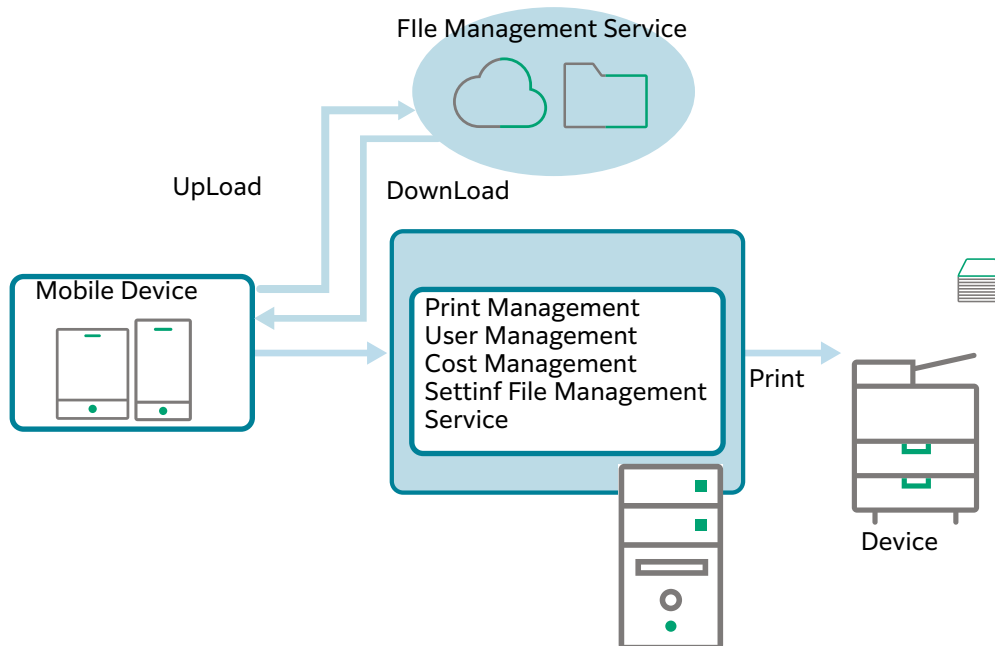 FIle Management Service
UpLoad
DownLoad
Mobile Device
Print Management
User Management
Cost Management
Settinf File Management
Service
Print
Device